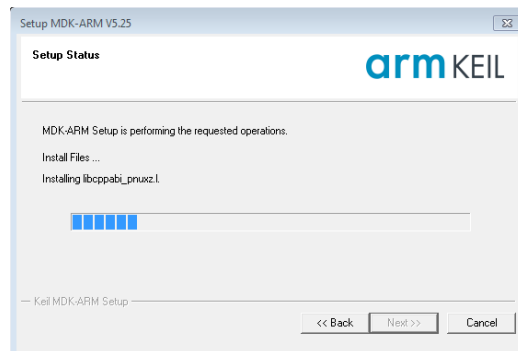 Setup MDK-ARM V5.25
Setup Status
arm KEIL
MDK-ARM Setup is performing the requested operations.
Install Files ...
Installing libcppabi_pnuxz.l.
Keil MDK-ARM Setup
<< Back Next >> Cancel